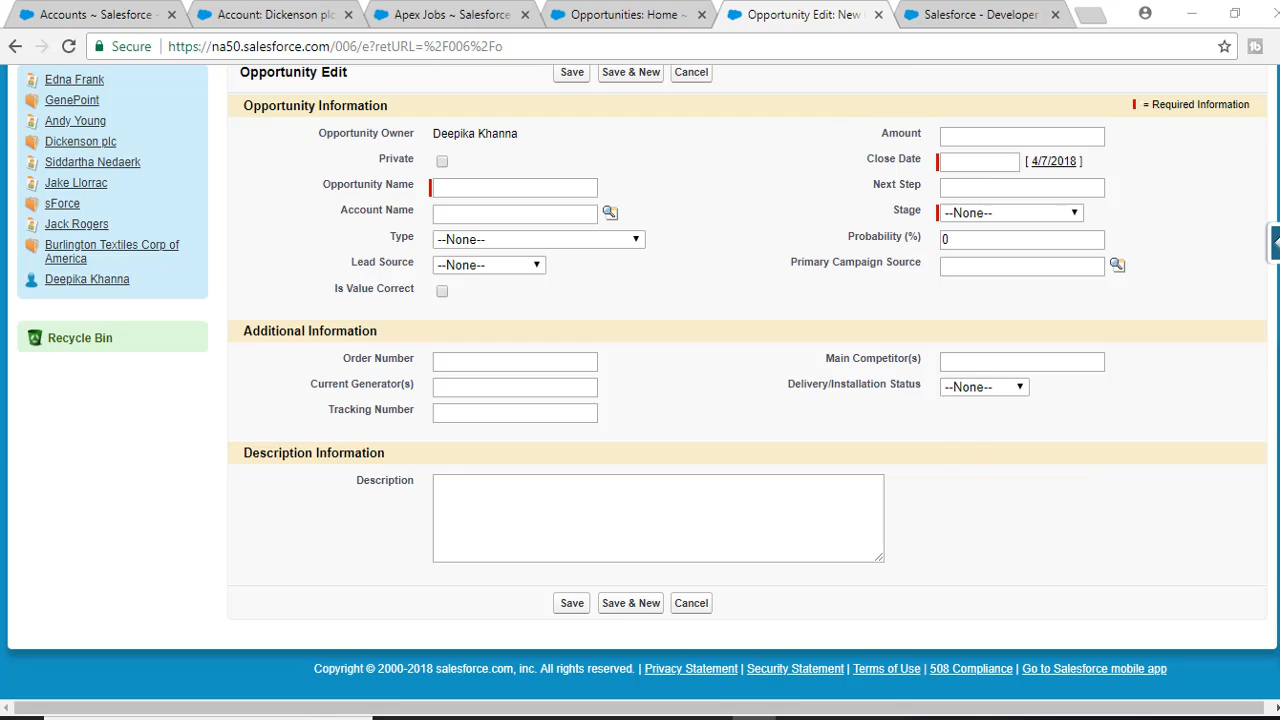 Accounts ~ Salesforce -
Account: Dickenson plc
Apex Jobs ~ Salesforce
Opportunities: Home ~
Opportunity Edit: New
Salesforce - Developer
Secure
https://na50.salesforce.com/006/e?retURL=%2F006%2Fo
Edna Frank
GenePoint
Andy Young
Dickenson plc
Siddartha Nedaerk
Jake Llorrac
sForce
Jack Rogers
Burlington Textiles Corp of
America
Deepika Khanna
Recycle Bin
Opportunity Edit
Save
Save & New
Cancel
Opportunity Information
= Required Information
Opportunity Owner
Deepika Khanna
Amount
Private
Close Date
[ 4/7/2018 ]
Opportunity Name
Next Step
Account Name
Stage
--None--
Type
--None--
Probability (%)
0
Lead Source
--None--
Primary Campaign Source
Is Value Correct
Additional Information
Order Number
Main Competitor(s)
Current Generator(s)
Delivery/Installation Status
--None--
Tracking Number
Description Information
Description
Save
Save & New
Cancel
Copyright © 2000-2018 salesforce.com, inc. All rights reserved. | Privacy Statement | Security Statement | Terms of Use | 508 Compliance | Go to Salesforce mobile app